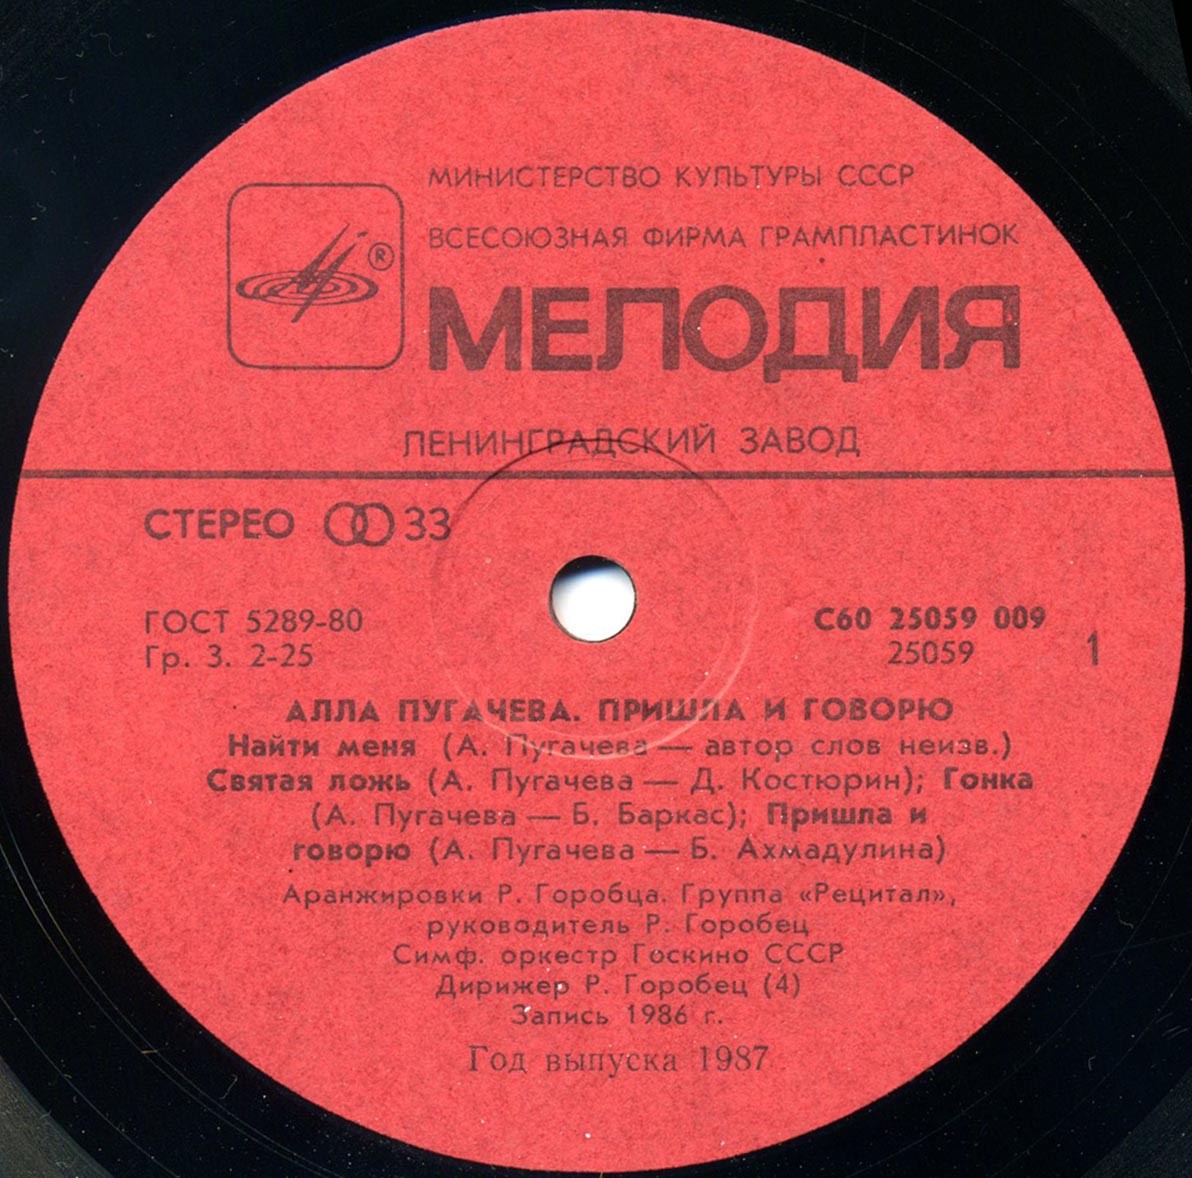 МИНИСТЕРСТВО КУЛЬТУРЫ СССР
ВСЕСОЮЗНАЯ ФИРМА ГРАМПЛАСТИНОК
®
МЕЛОДИЯ
ЛЕНИНГРАДСКИЙ ЗАВОД
СТЕРЕО 33
ГОСТ 5289-80
Гр. 3. 2-25
С60 25059 009
25059
1
АЛЛА ПУГАЧЕВА. ПРИШЛА И ГОВОРЮ
Найти меня (А. Пугачева — автор слов неизв.)
Святая ложь (А. Пугачева — Д. Костюрин); Гонка
(А. Пугачева — Б. Баркас); Пришла и
говорю (А. Пугачева — Б. Ахмадулина)
Аранжировки Р. Горобца. Группа «Рецитал»,
руководитель Р. Горобец
Симф. оркестр Госкино СССР
Дирижер Р. Горобец (4)
Запись 1986 г.
Год выпуска 1987